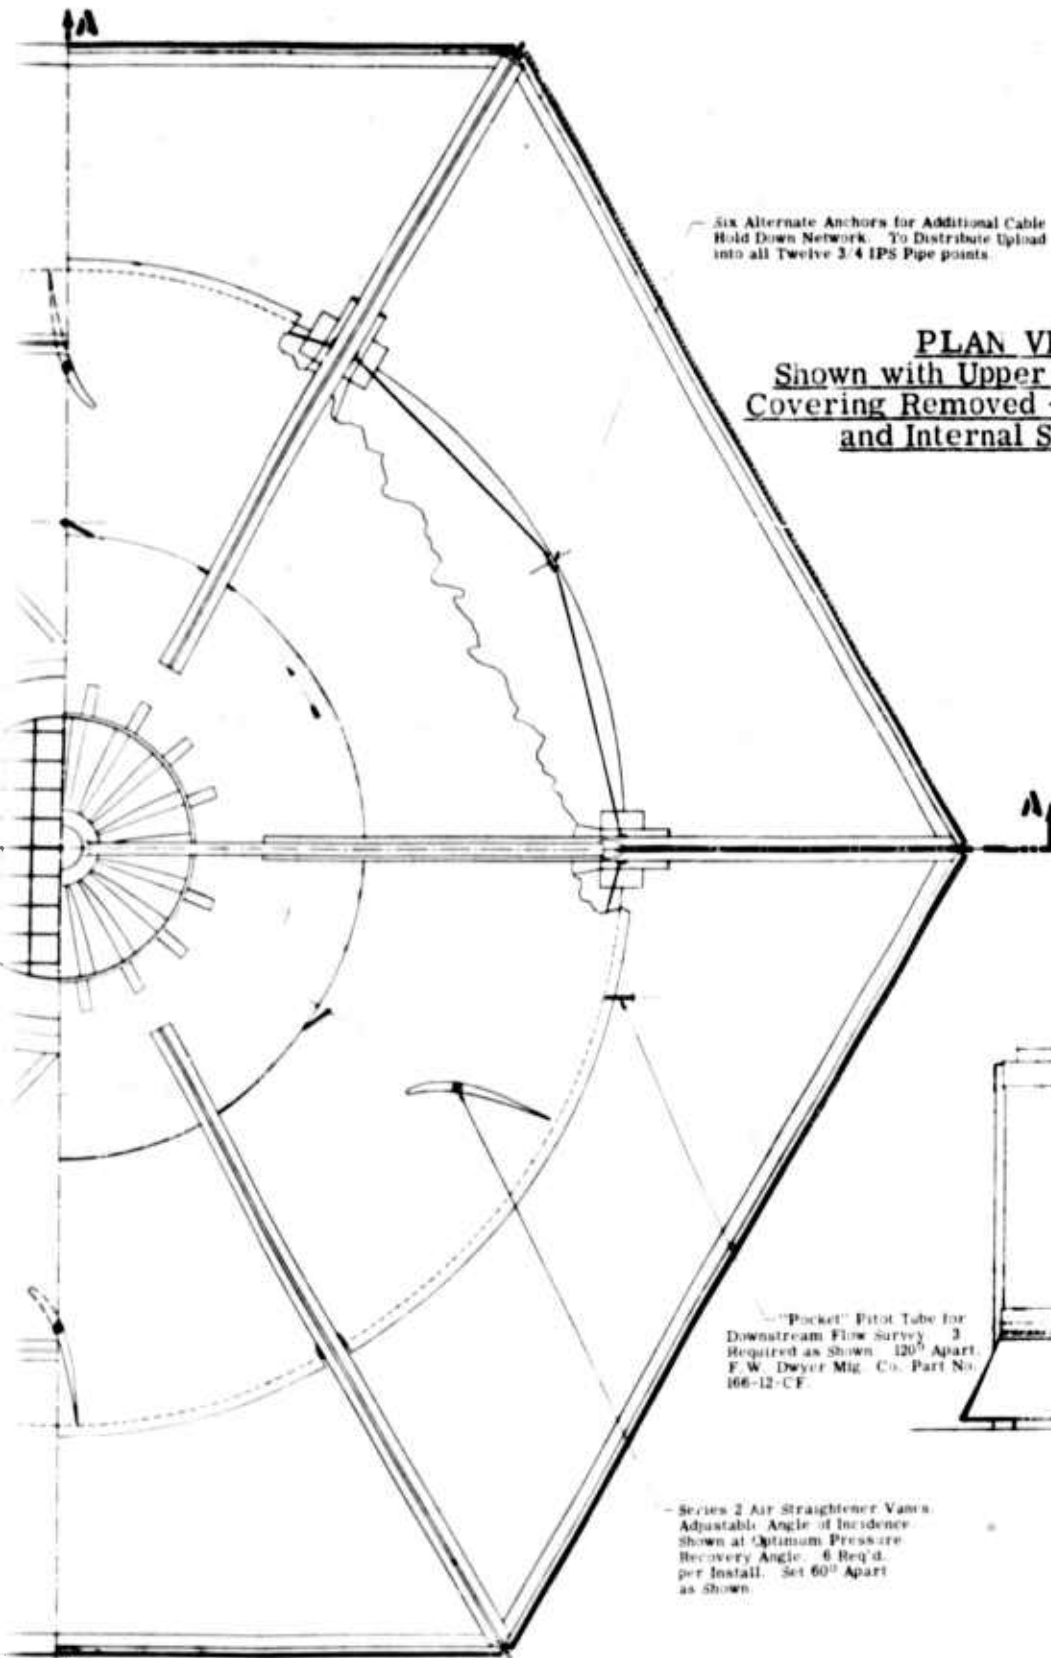 A
Six Alternate Anchors for Additional Cable
Hold Down Network. To Distribute Upload
into all Twelve 3/4 IPS Pipe points.
PLAN VI
Shown with Upper
Covering Removed
and Internal S
A
"Pocket" Pitot Tube for
Downstream Flow Survey 3
Required as Shown 120° Apart.
F. W. Dwyer Mfg. Co. Part No.
166-12-CF.
Series 2 Air Straightener Vanes.
Adjustable Angle of Incidence
Shown at Optimum Pressure
Recovery Angle. 6 Req'd.
per Install. Set 60° Apart
as Shown